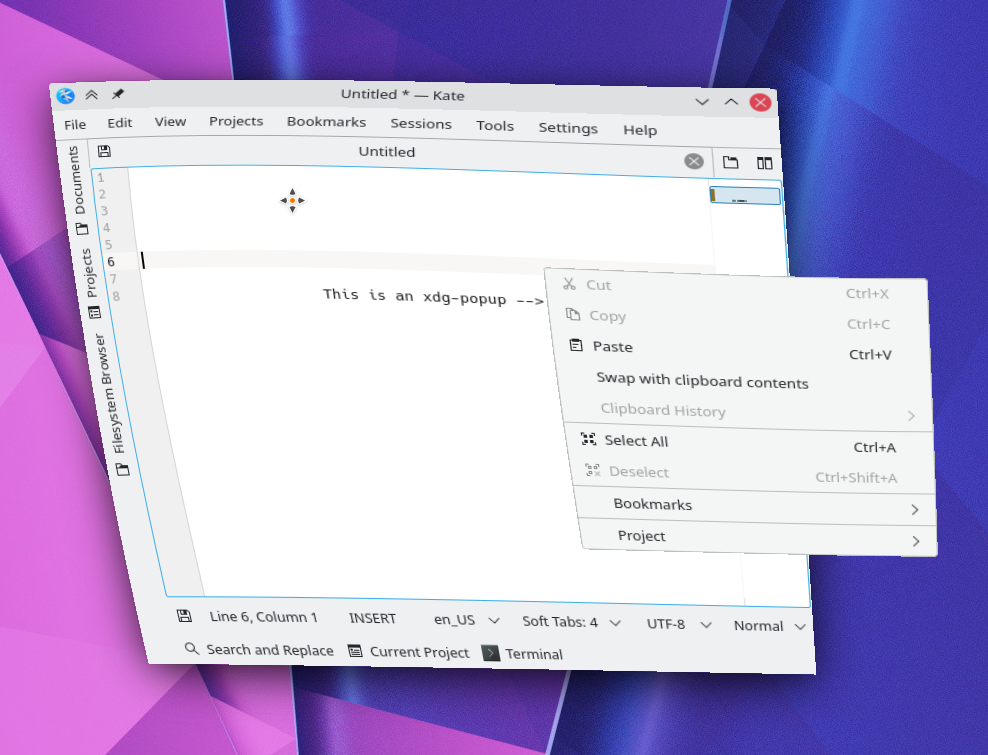 Untitled * — Kate
File Edit View Projects Bookmarks Sessions Tools Settings Help
Untitled
Documents
Projects
Filesystem Browser
1
2
3
4
5
6
7
8
This is an xdg-popup -->
Cut Ctrl+X
Copy Ctrl+C
Paste Ctrl+V
Swap with clipboard contents
Clipboard History
Select All Ctrl+A
Deselect Ctrl+Shift+A
Bookmarks
Project
Line 6, Column 1 INSERT en_US Soft Tabs: 4 UTF-8 Normal
Search and Replace Current Project Terminal